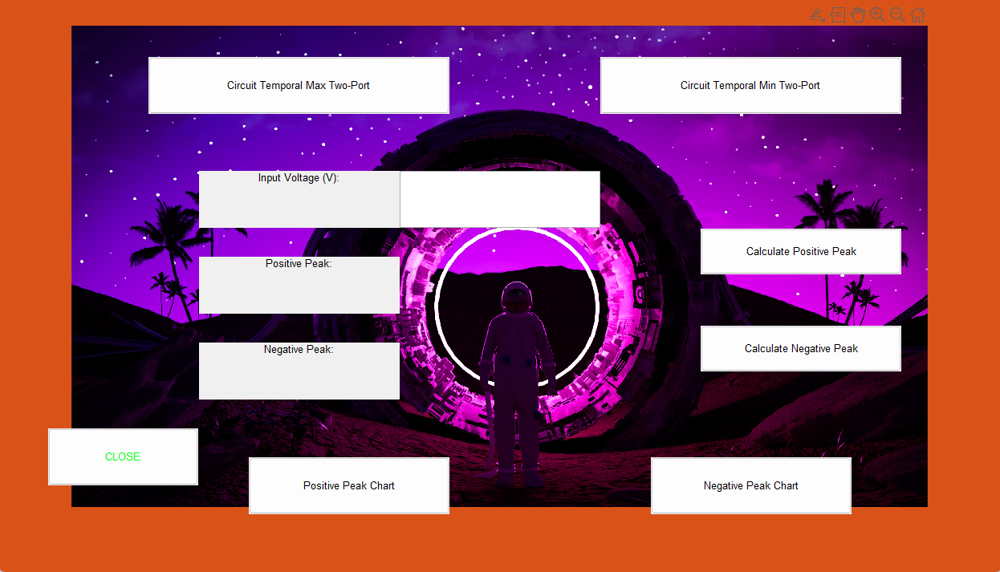 Circuit Temporal Max Two-Port
Circuit Temporal Min Two-Port
Input Voltage (V):
Positive Peak:
Calculate Positive Peak
Negative Peak:
Calculate Negative Peak
CLOSE
Positive Peak Chart
Negative Peak Chart